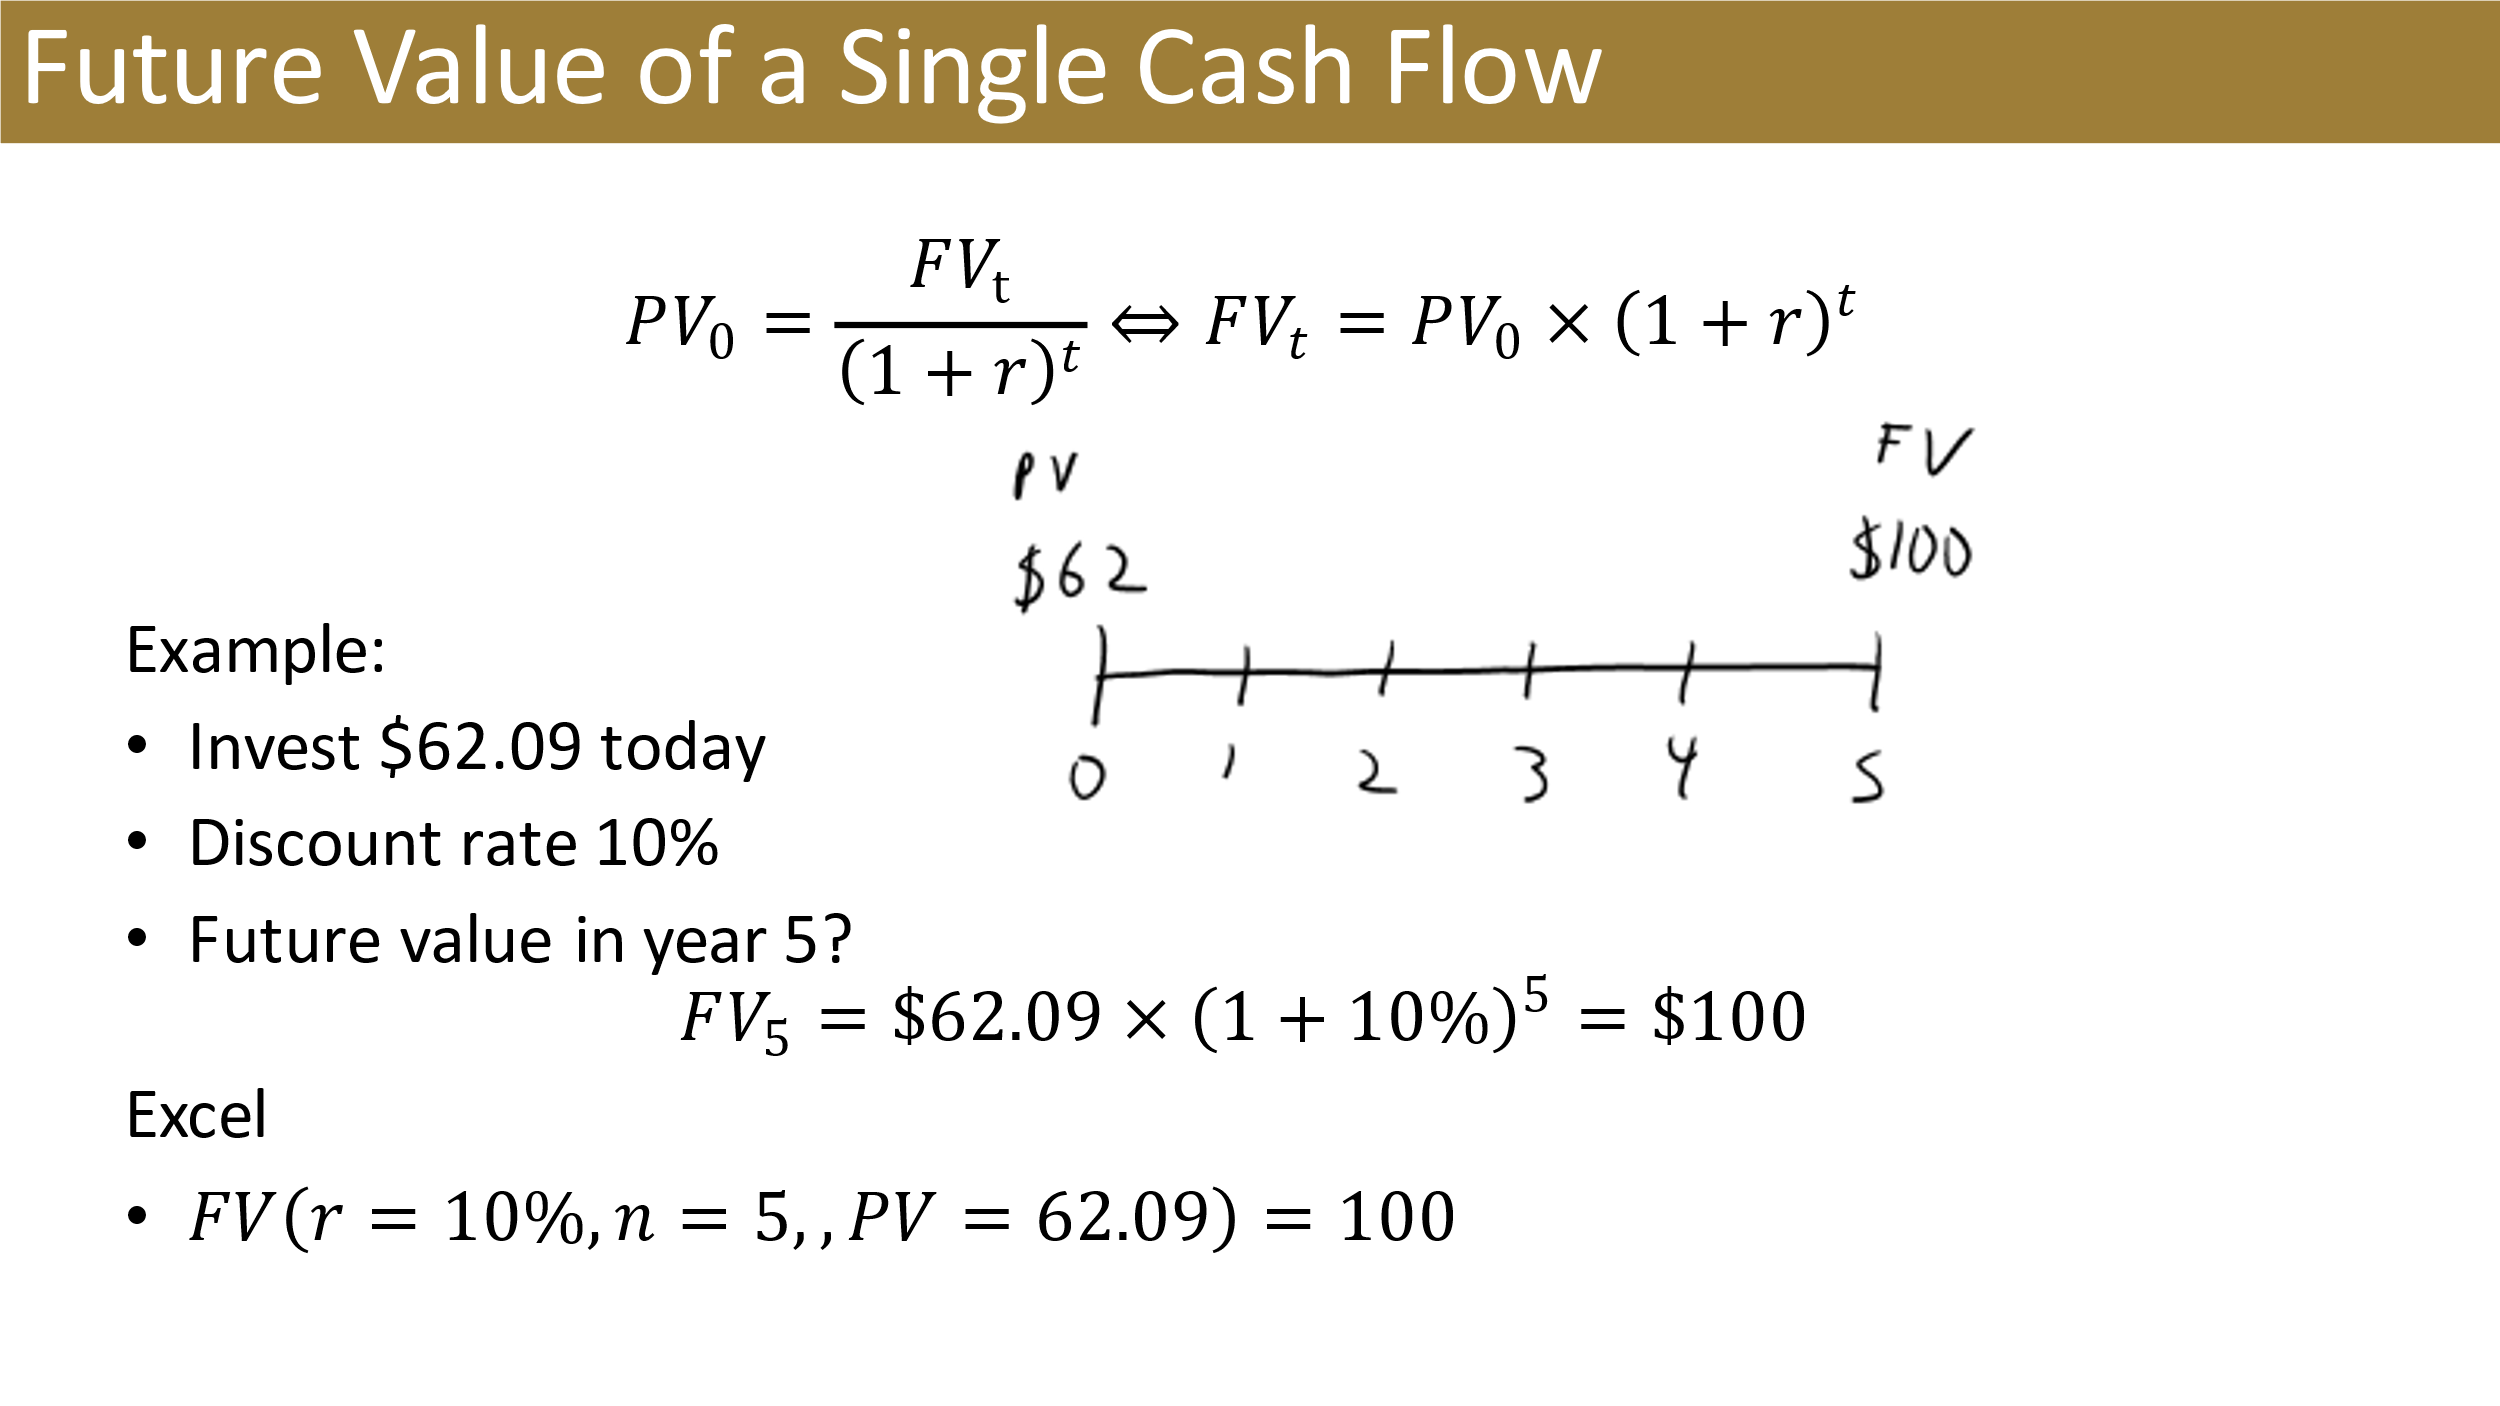 Future Value of a Single Cash Flow
PV₀ = FVₜ / (1 + r)ᵗ ⇔ FVₜ = PV₀ × (1 + r)ᵗ
PV FV
$62 $100
0 1 2 3 4 5
Example:
• Invest $62.09 today
• Discount rate 10%
• Future value in year 5?
FV₅ = $62.09 × (1 + 10%)⁵ = $100
Excel
• FV(r = 10%, n = 5, , PV = 62.09) = 100